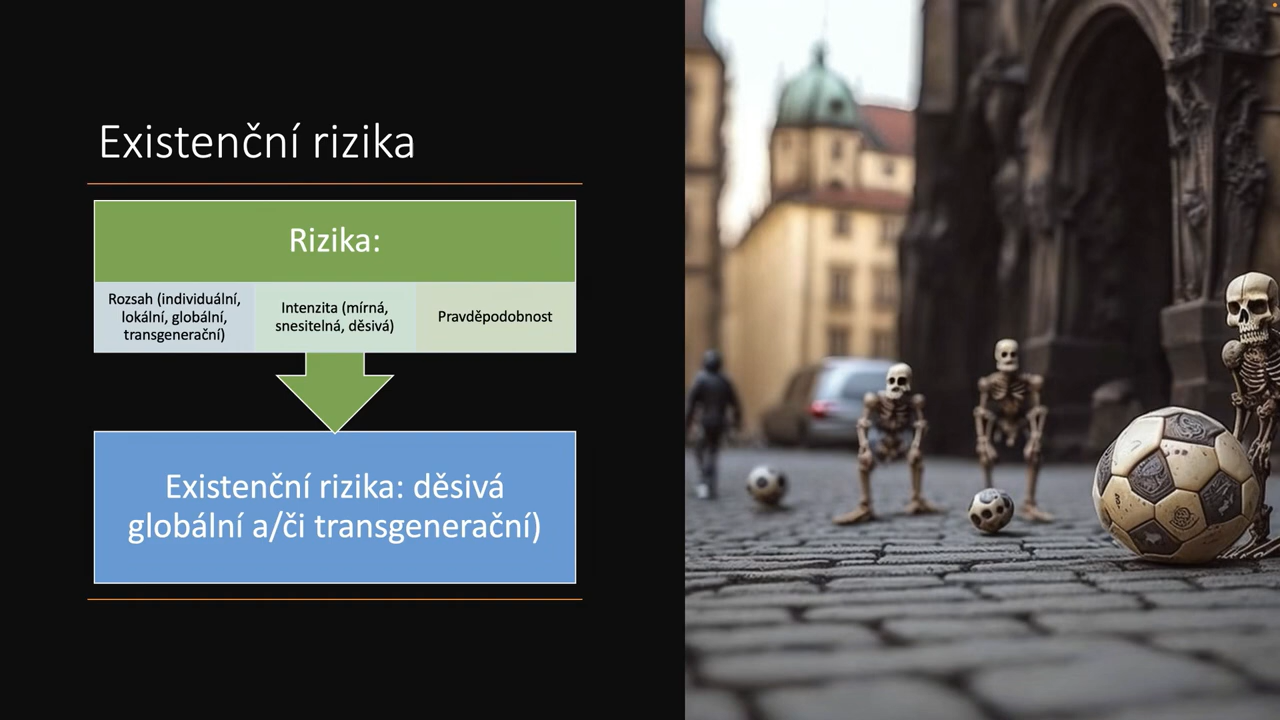 Existenční rizika
Rizika:
Rozsah (individuální,
lokální, globální,
transgenerační)
Intenzita (mírná,
snesitelná, děsivá)
Pravděpodobnost
Existenční rizika: děsivá
globální a/či transgenerační)